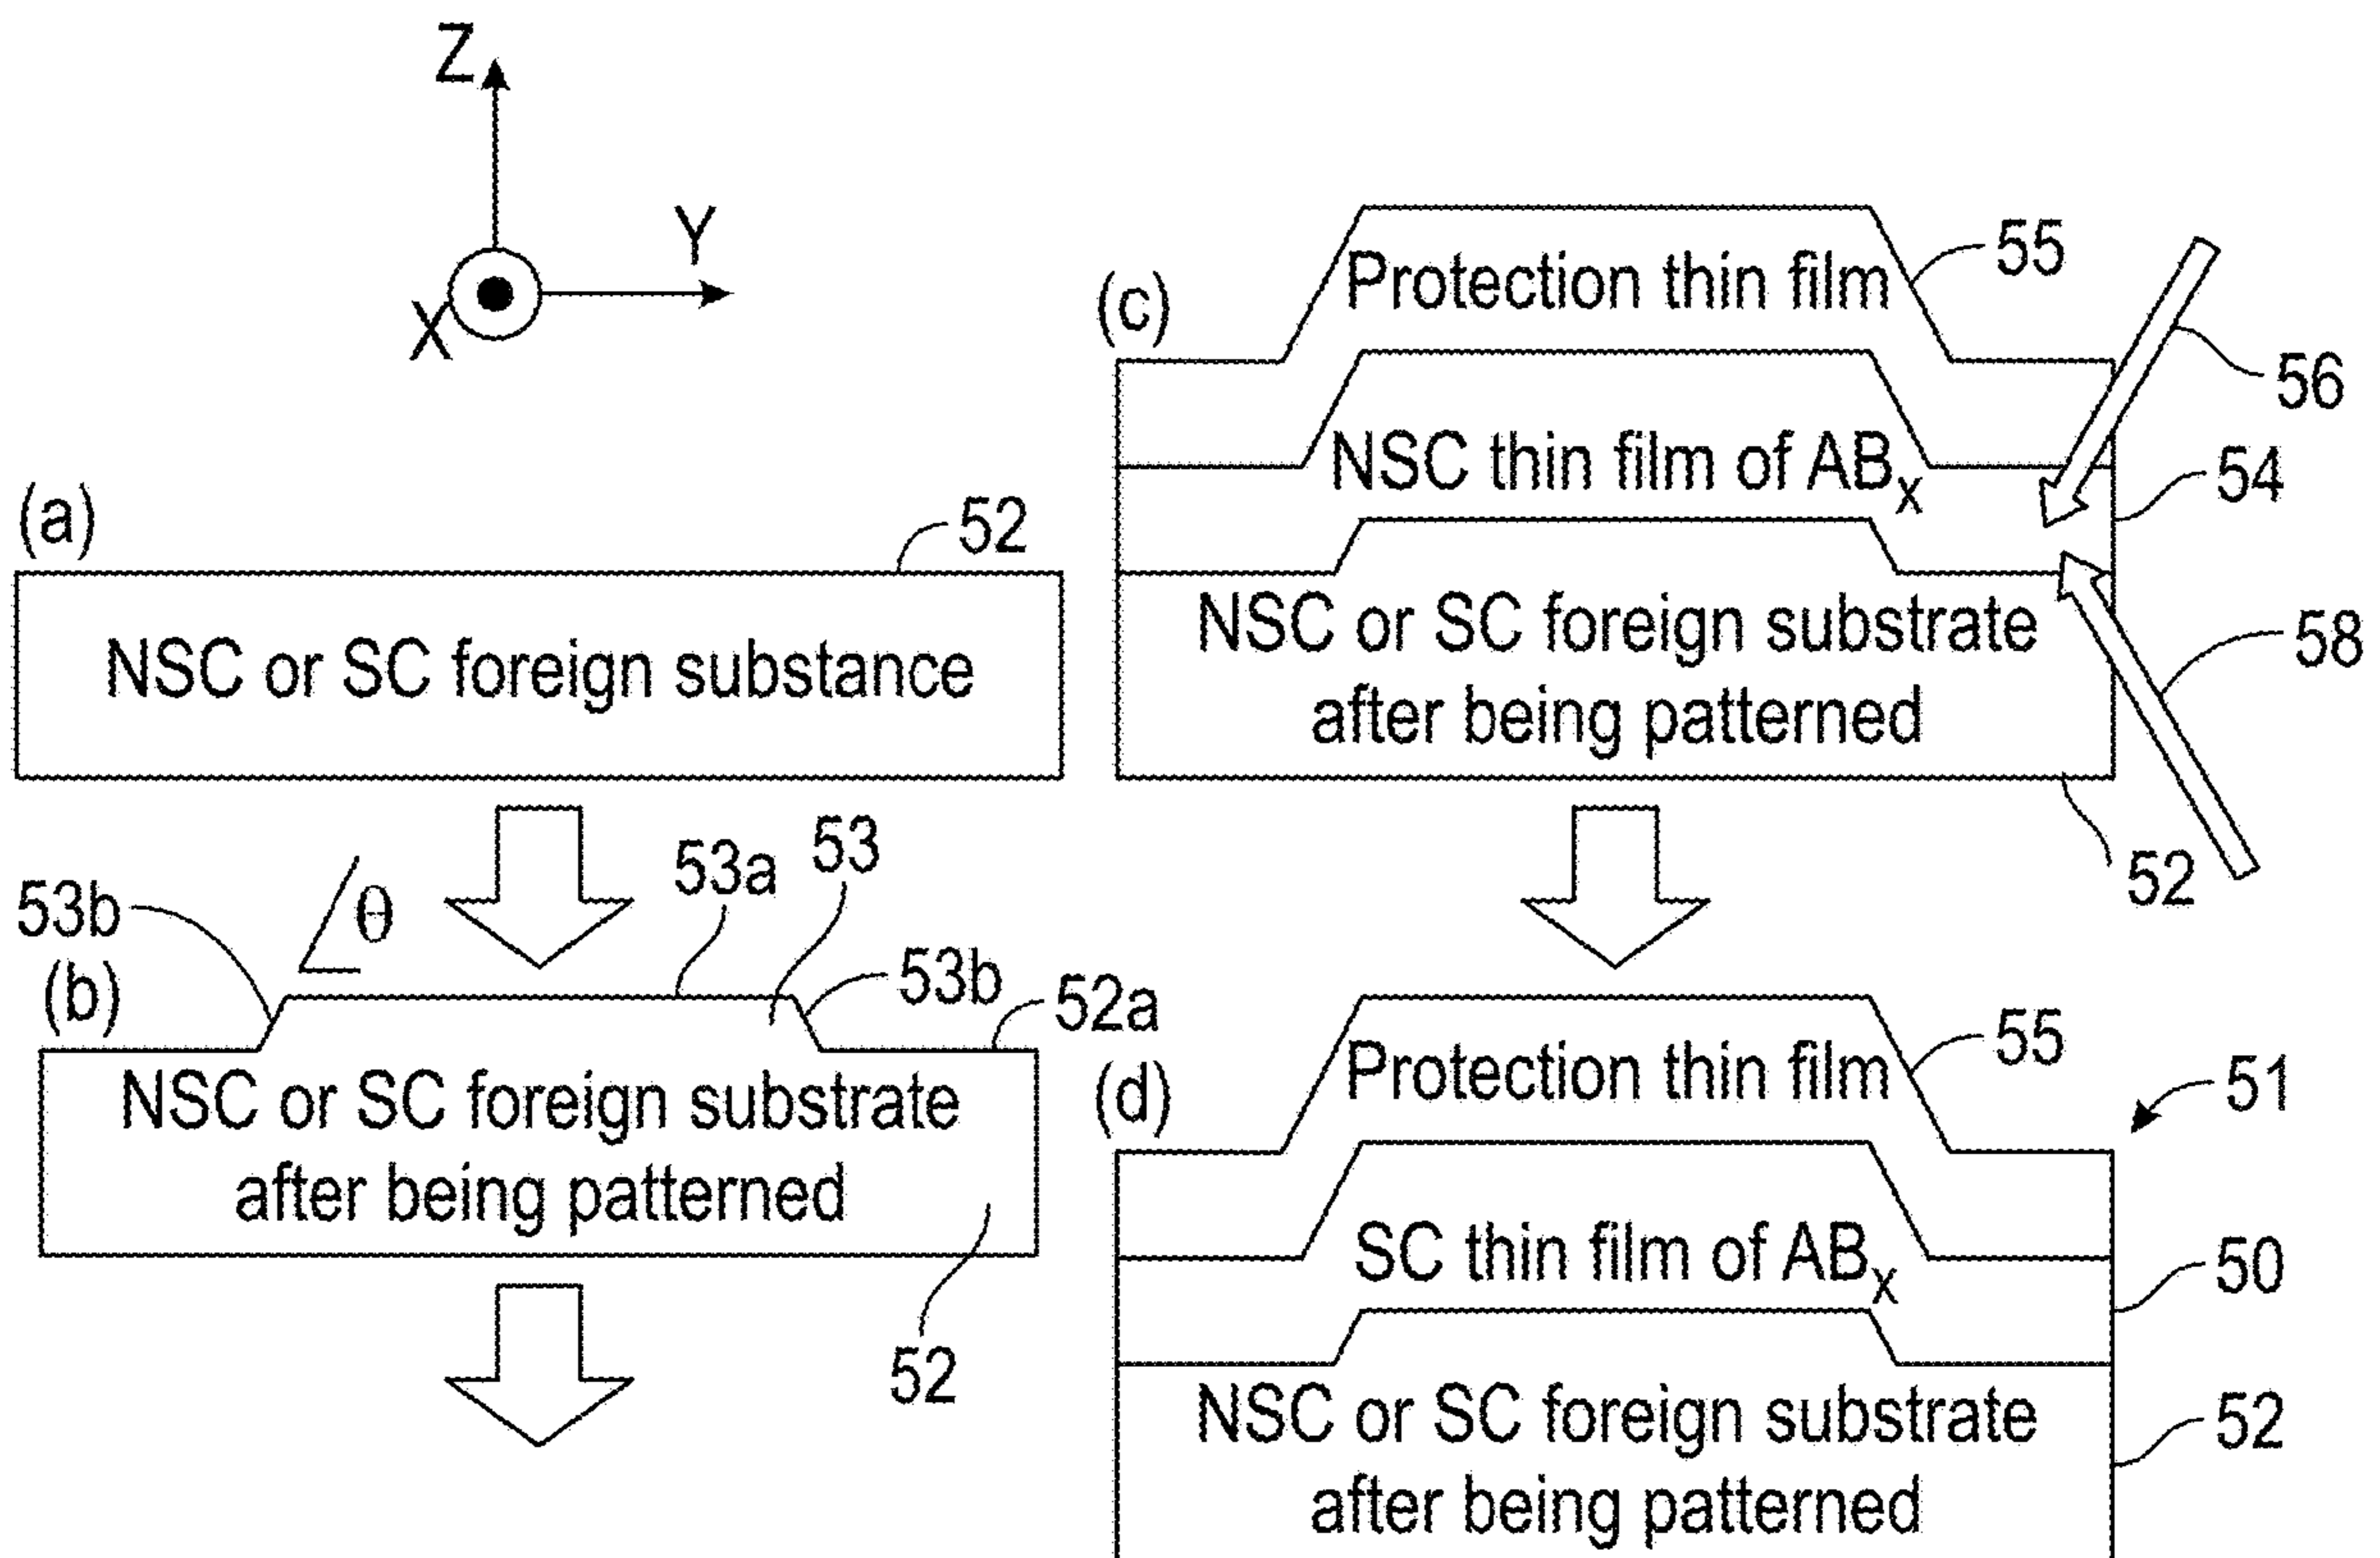 Z
Y
X
(a)
52
NSC or SC foreign substance
53b
θ
53a
53
53b
(b)
52a
NSC or SC foreign substrate
after being patterned
52
(c)
Protection thin film
55
56
NSC thin film of ABX
54
NSC or SC foreign substrate
after being patterned
58
52
(d)
Protection thin film
55
51
SC thin film of ABX
50
NSC or SC foreign substrate
after being patterned
52